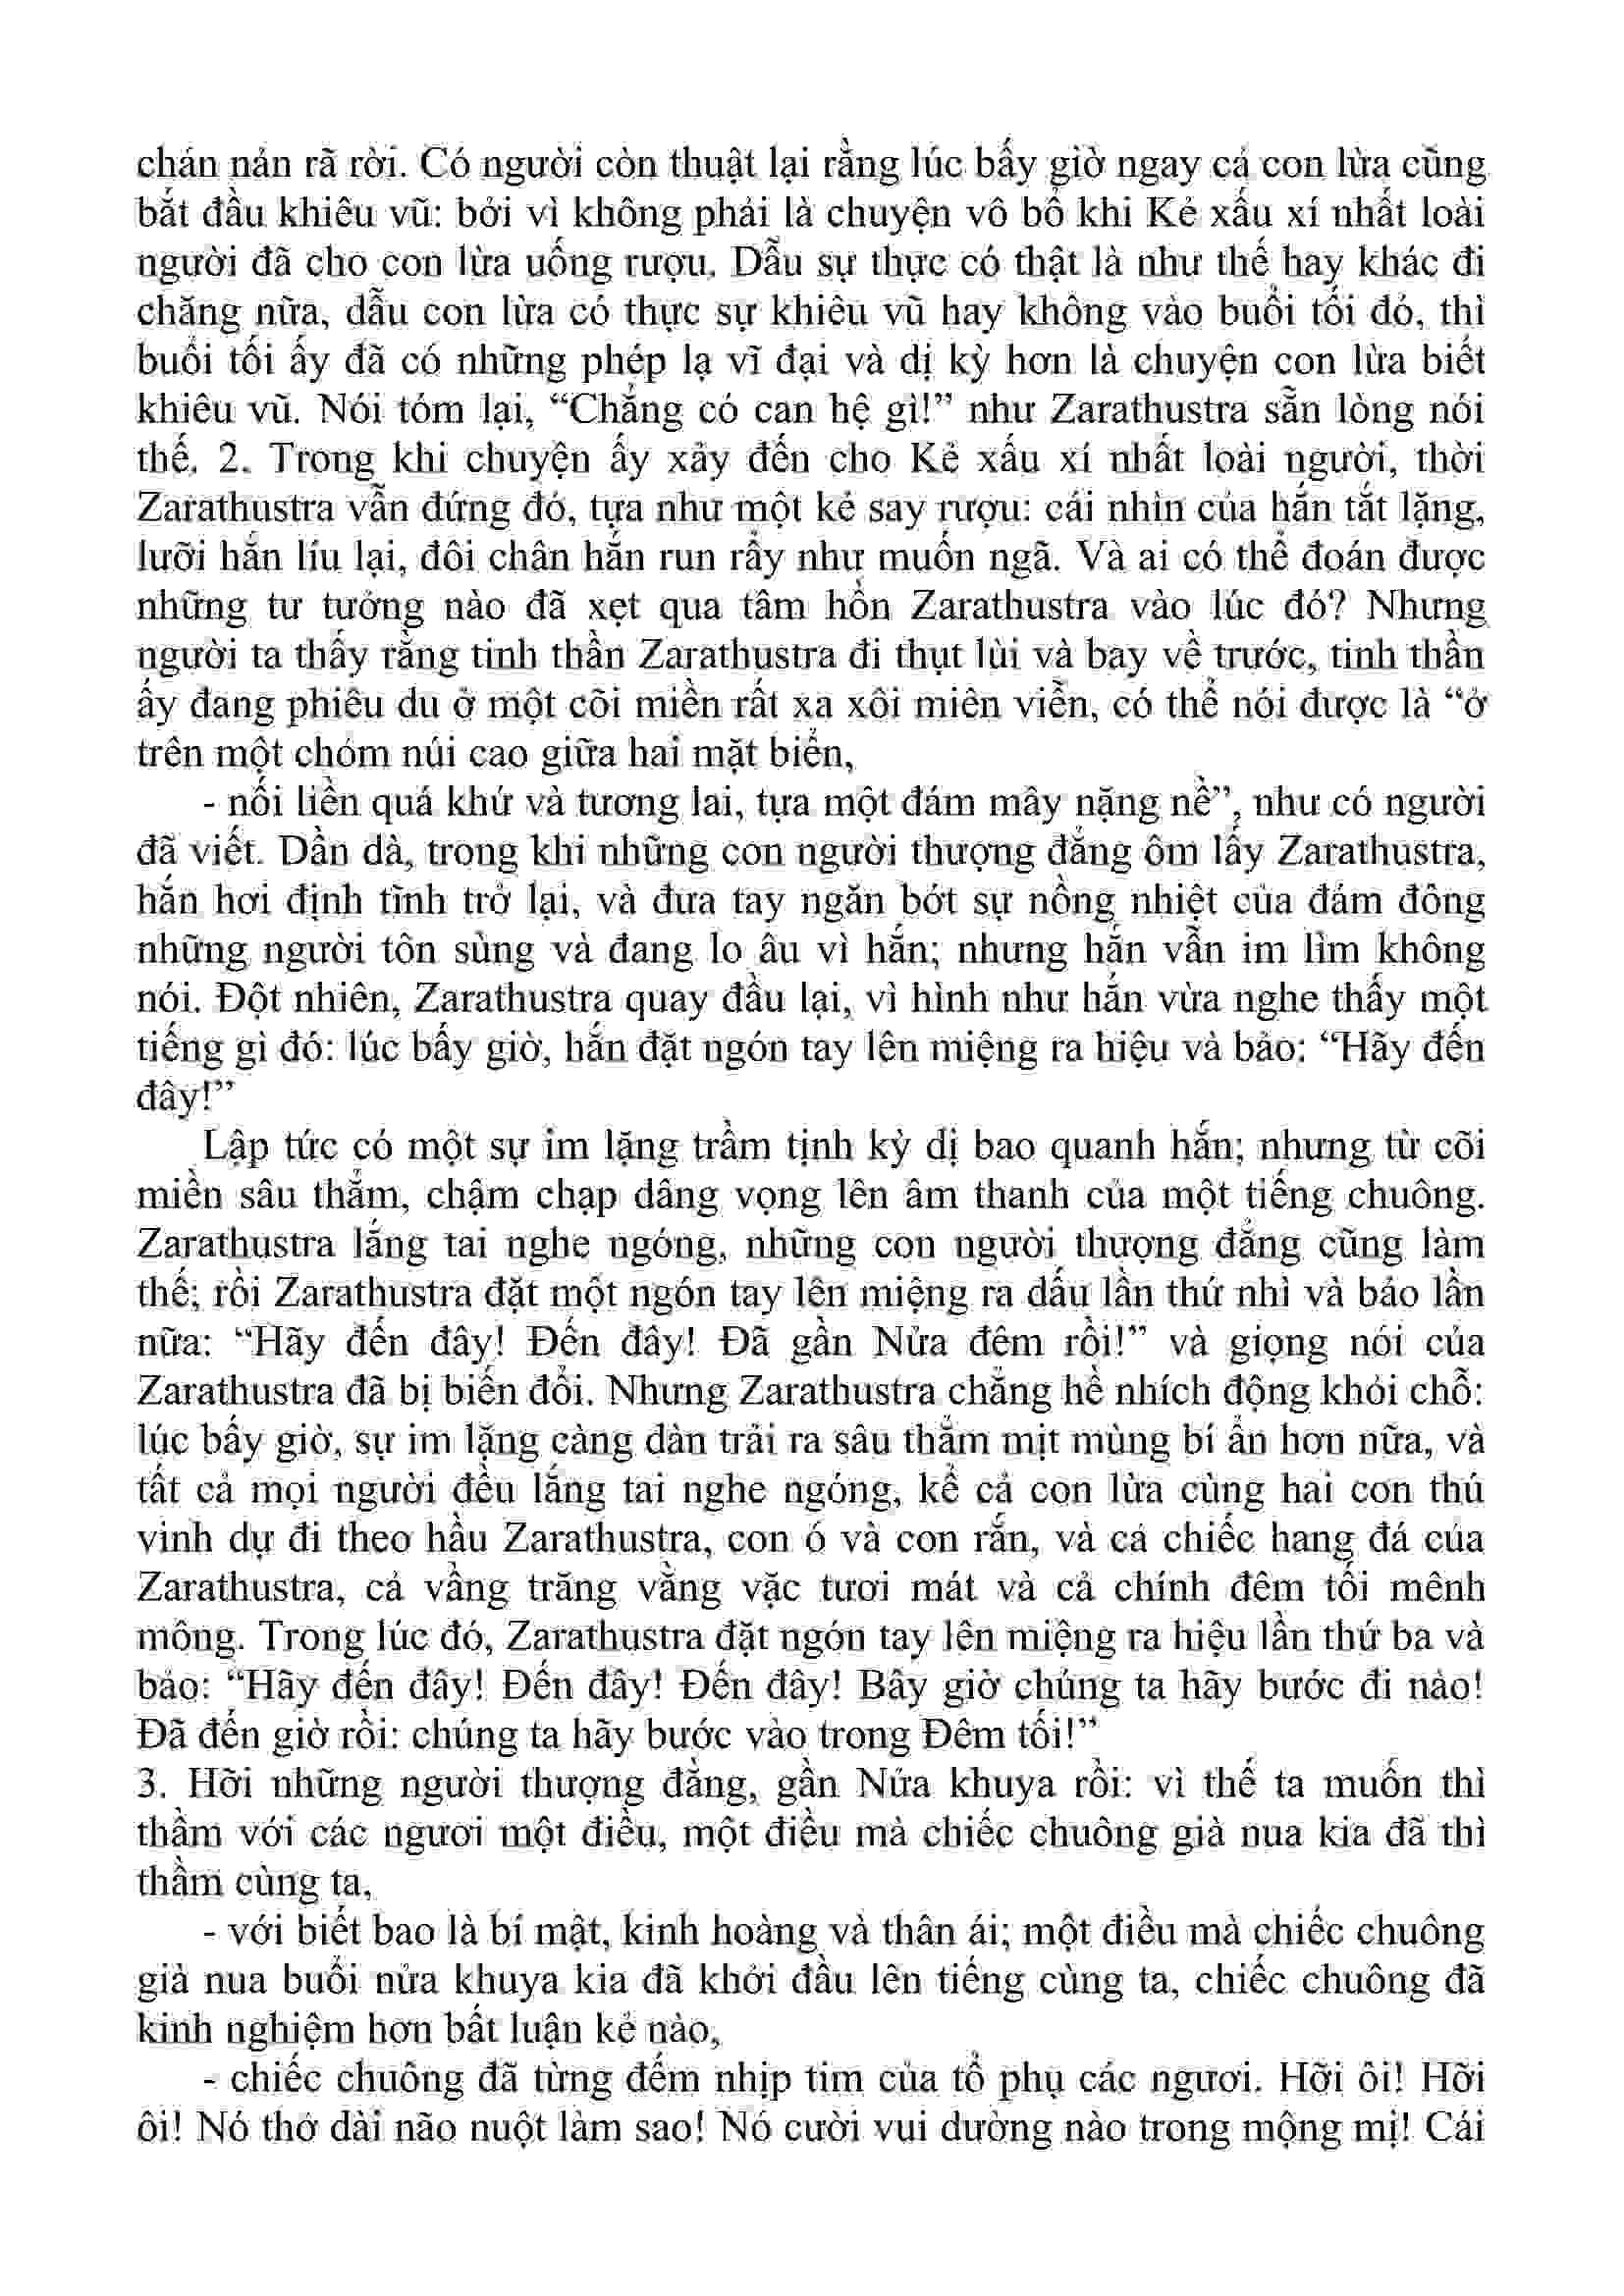 chán nản rã rời. Có người còn thuật lại rằng lúc bấy giờ ngay cả con lừa cũng
bắt đầu khiêu vũ: bởi vì không phải là chuyện vô bổ khi Kẻ xấu xí nhất loài
người đã cho con lừa uống rượu. Dẫu sự thực có thật là như thế hay khác đi
chăng nữa, dẫu con lừa có thực sự khiêu vũ hay không vào buổi tối đó, thì
buổi tối ấy đã có những phép lạ vĩ đại và dị kỳ hơn là chuyện con lừa biết
khiêu vũ. Nói tóm lại, “Chẳng có can hệ gì!” như Zarathustra sẵn lòng nói
thế. 2. Trong khi chuyện ấy xảy đến cho Kẻ xấu xí nhất loài người, thời
Zarathustra vẫn đứng đó, tựa như một kẻ say rượu: cái nhìn của hắn tắt lặng,
lưỡi hắn líu lại, đôi chân hắn run rẩy như muốn ngã. Và ai có thể đoán được
những tư tưởng nào đã xẹt qua tâm hồn Zarathustra vào lúc đó? Nhưng
người ta thấy rằng tinh thần Zarathustra đi thụt lùi và bay về trước, tinh thần
ấy đang phiêu du ở một cõi miền rất xa xôi miên viễn, có thể nói được là “ở
trên một chóm núi cao giữa hai mặt biển,
- nối liền quá khứ và tương lai, tựa một đám mây nặng nề”, như có người
đã viết. Dần dà, trong khi những con người thượng đẳng ôm lấy Zarathustra,
hắn hơi định tĩnh trở lại, và đưa tay ngăn bớt sự nồng nhiệt của đám đông
những người tôn sùng và đang lo âu vì hắn; nhưng hắn vẫn im lìm không
nói. Đột nhiên, Zarathustra quay đầu lại, vì hình như hắn vừa nghe thấy một
tiếng gì đó: lúc bấy giờ, hắn đặt ngón tay lên miệng ra hiệu và bảo: “Hãy đến
đây!”
Lập tức có một sự im lặng trầm tịnh kỳ dị bao quanh hắn; nhưng từ cõi
miền sâu thẳm, chậm chạp dâng vọng lên âm thanh của một tiếng chuông.
Zarathustra lắng tai nghe ngóng, những con người thượng đẳng cũng làm
thế; rồi Zarathustra đặt một ngón tay lên miệng ra dấu lần thứ nhì và bảo lần
nữa: “Hãy đến đây! Đến đây! Đã gần Nửa đêm rồi!” và giọng nói của
Zarathustra đã bị biến đổi. Nhưng Zarathustra chẳng hề nhích động khỏi chỗ:
lúc bấy giờ, sự im lặng càng dàn trải ra sâu thẳm mịt mùng bí ẩn hơn nữa, và
tất cả mọi người đều lắng tai nghe ngóng, kể cả con lừa cùng hai con thú
vinh dự đi theo hầu Zarathustra, con ó và con rắn, và cả chiếc hang đá của
Zarathustra, cả vầng trăng vằng vặc tươi mát và cả chính đêm tối mênh
mông. Trong lúc đó, Zarathustra đặt ngón tay lên miệng ra hiệu lần thứ ba và
bảo: “Hãy đến đây! Đến đây! Đến đây! Bây giờ chúng ta hãy bước đi nào!
Đã đến giờ rồi: chúng ta hãy bước vào trong Đêm tối!”
3. Hỡi những người thượng đẳng, gần Nửa khuya rồi: vì thế ta muốn thì
thầm với các ngươi một điều, một điều mà chiếc chuông già nua kia đã thì
thầm cùng ta,
- với biết bao là bí mật, kinh hoàng và thân ái; một điều mà chiếc chuông
già nua buổi nửa khuya kia đã khởi đầu lên tiếng cùng ta, chiếc chuông đã
kinh nghiệm hơn bất luận kẻ nào,
- chiếc chuông đã từng đếm nhịp tim của tổ phụ các ngươi. Hỡi ôi! Hỡi
ôi! Nó thở dài não nuột làm sao! Nó cười vui dường nào trong mộng mị! Cái